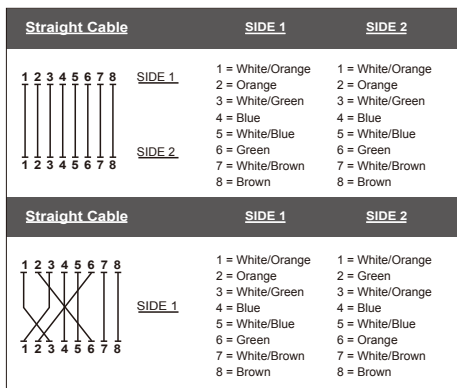 Straight Cable SIDE 1 SIDE 2
1 2 3 4 5 6 7 8 SIDE 1
1 2 3 4 5 6 7 8 SIDE 2
1 = White/Orange 1 = White/Orange
2 = Orange 2 = Orange
3 = White/Green 3 = White/Green
4 = Blue 4 = Blue
5 = White/Blue 5 = White/Blue
6 = Green 6 = Green
7 = White/Brown 7 = White/Brown
8 = Brown 8 = Brown
Straight Cable SIDE 1 SIDE 2
1 2 3 4 5 6 7 8
SIDE 1
1 2 3 4 5 6 7 8
1 = White/Orange 1 = White/Orange
2 = Orange 2 = Green
3 = White/Green 3 = White/Orange
4 = Blue 4 = Blue
5 = White/Blue 5 = White/Blue
6 = Green 6 = Orange
7 = White/Brown 7 = White/Brown
8 = Brown 8 = Brown